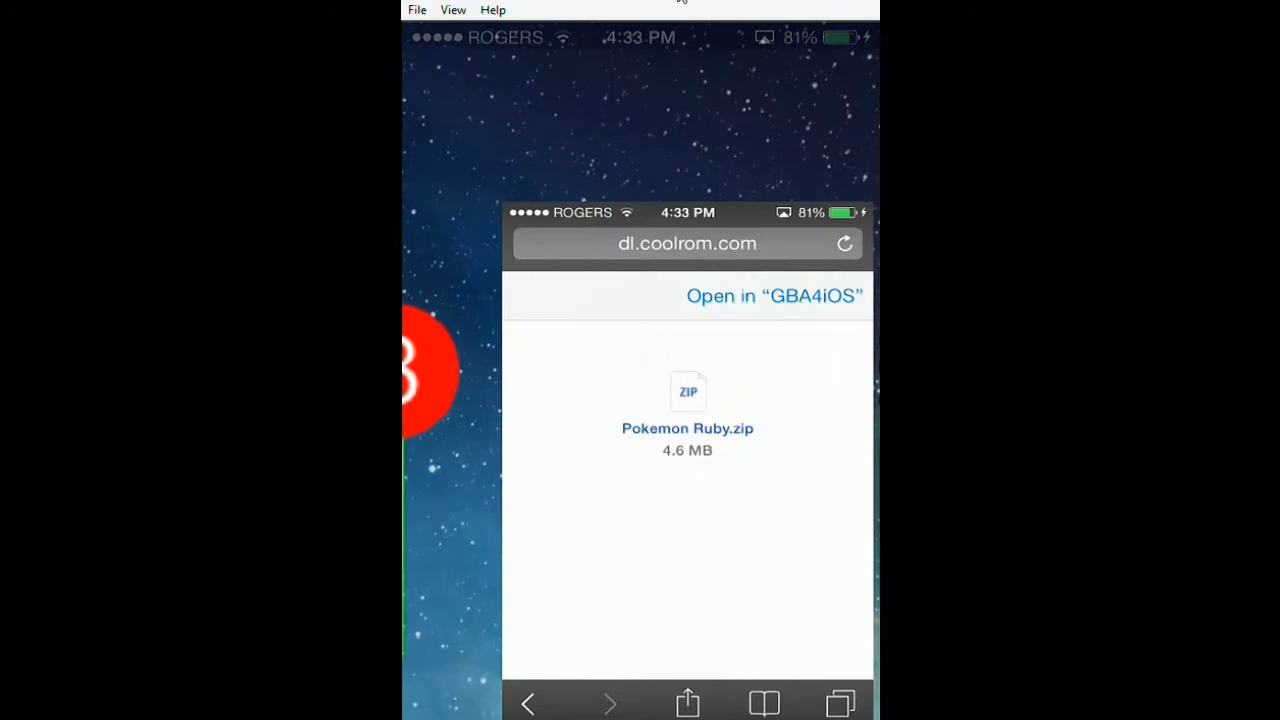 File View Help
ROGERS 4:33 PM 81%
ROGERS 4:33 PM 81%
dl.coolrom.com
Open in “GBA4iOS”
ZIP
Pokemon Ruby.zip
4.6 MB